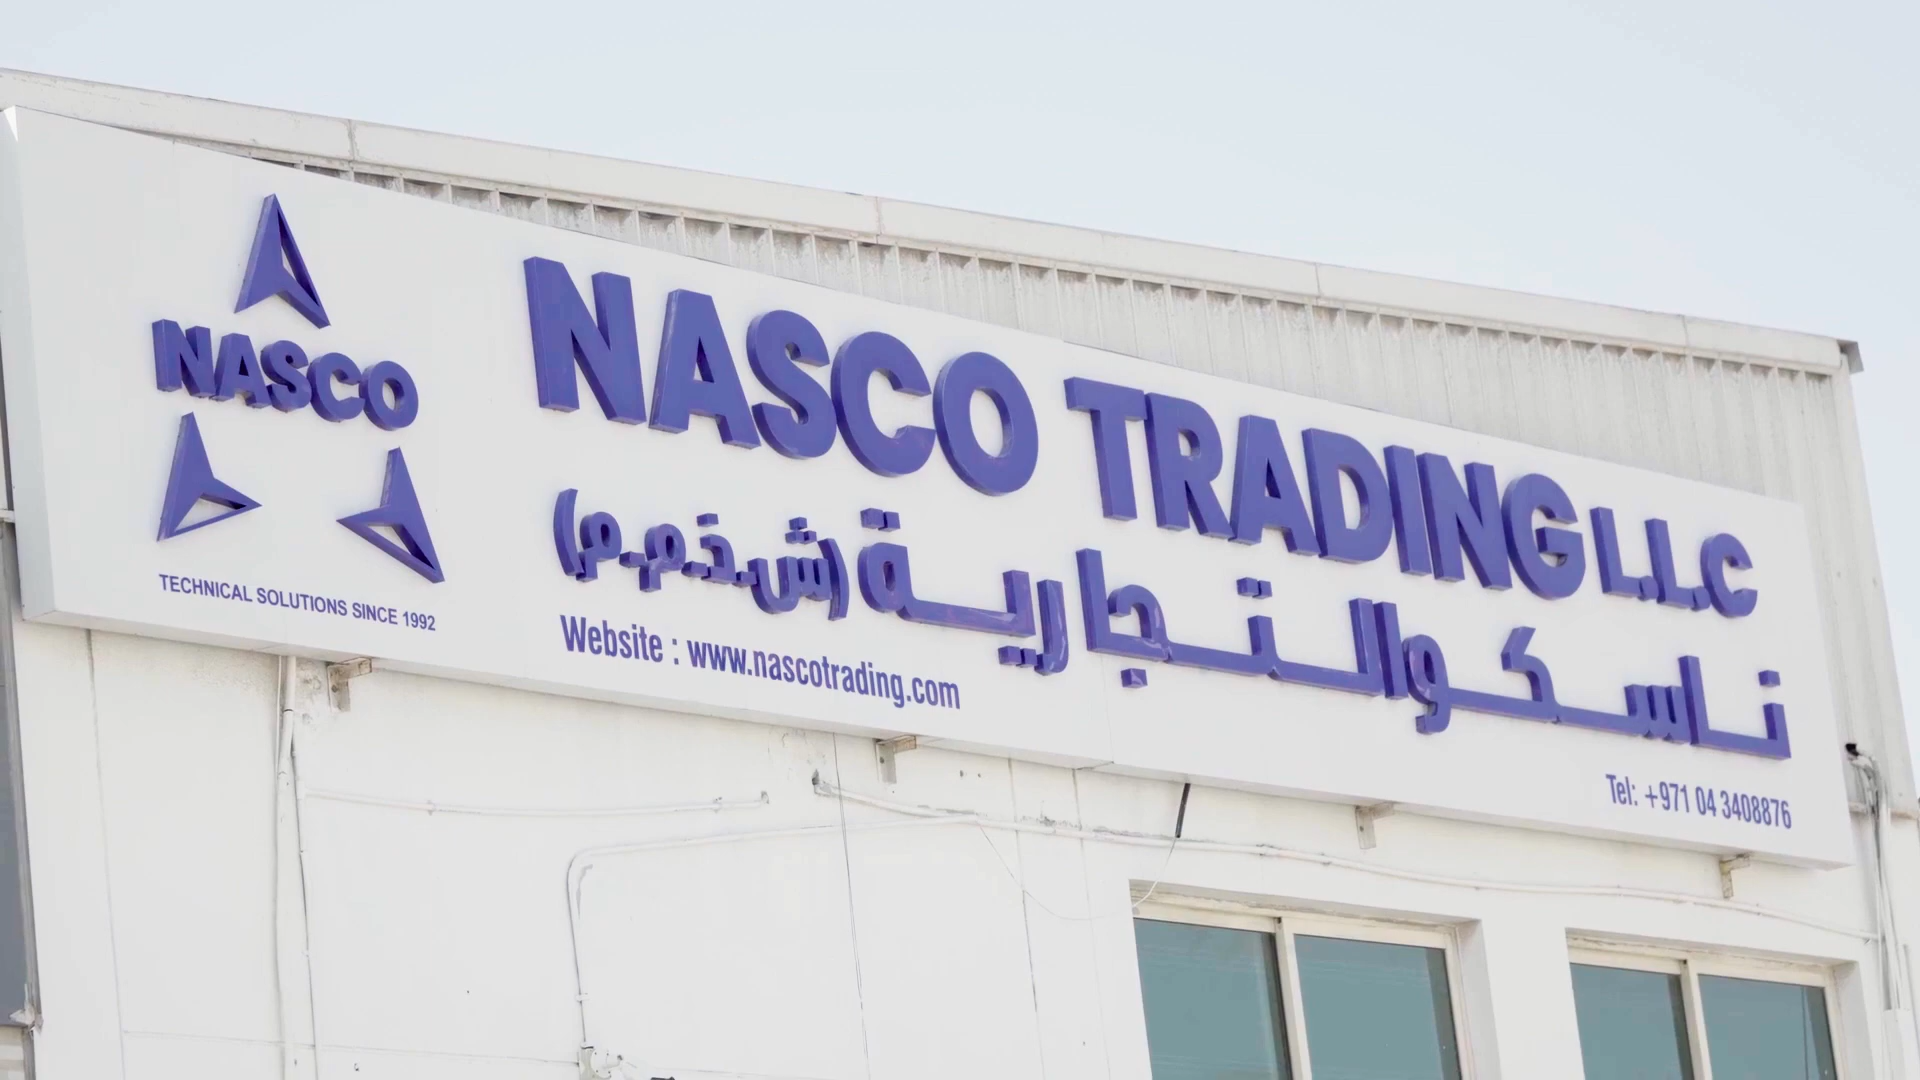 NASCO
TECHNICAL SOLUTIONS SINCE 1992
NASCO TRADING L.L.C
ناسكو التجارية (ش.ذ.م.م)
Website : www.nascotrading.com
Tel: +971 04 3408876